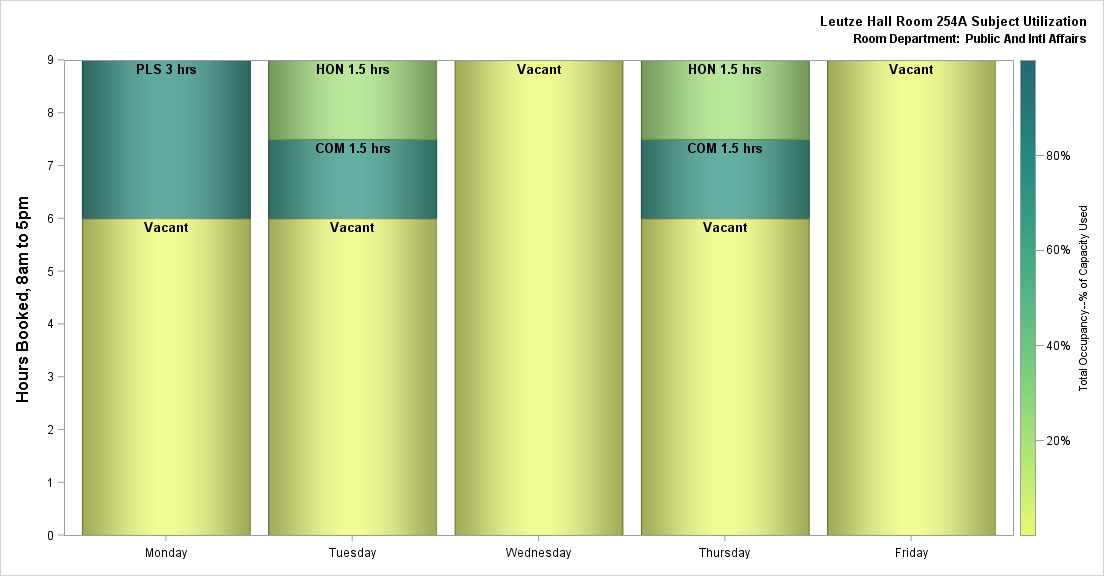 Leutze Hall Room 254A Subject Utilization
Room Department: Public And Intl Affairs
Hours Booked, 8am to 5pm
9
8
7
6
5
4
3
2
1
0
PLS 3 hrs
Vacant
HON 1.5 hrs
COM 1.5 hrs
Vacant
Vacant
HON 1.5 hrs
COM 1.5 hrs
Vacant
Vacant
Monday
Tuesday
Wednesday
Thursday
Friday
80%
60%
40%
20%
Total Occupancy--% of Capacity Used